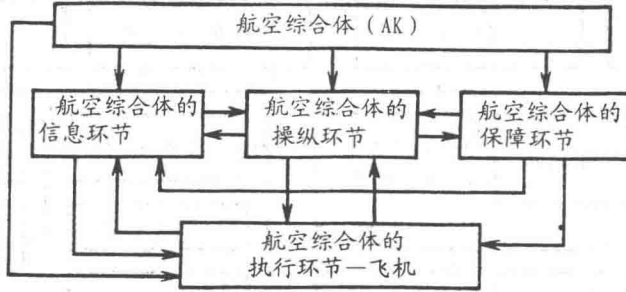 航空综合体(AK)
航空综合体的
信息环节
航空综合体的
操纵环节
航空综合体的
保障环节
航空综合体的
执行环节—飞机